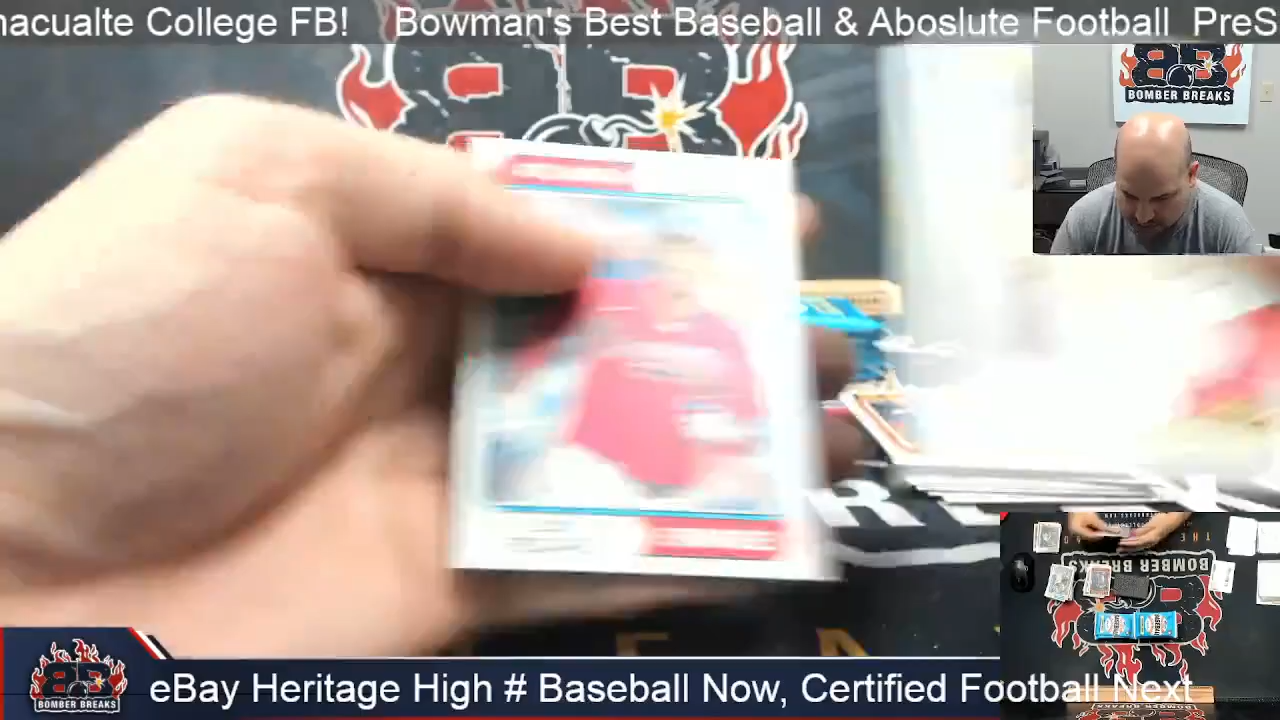 nacualte College FB!    Bowman's Best Baseball & Aboslute Football  PreS
BOMBER BREAKS
BOMBER BREAKS
BOMBER BREAKS
eBay Heritage High # Baseball Now, Certified Football Next